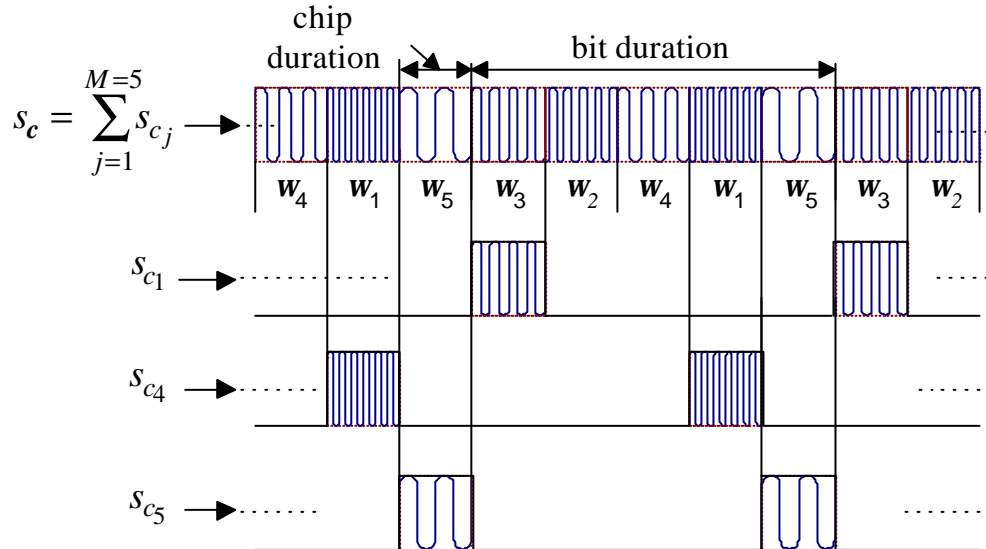 chip
duration
bit duration
M=5
s_c = ∑ s_{c_j}
j=1
w_4 w_1 w_5 w_3 w_2 w_4 w_1 w_5 w_3 w_2
s_{c_1}
s_{c_4}
s_{c_5}